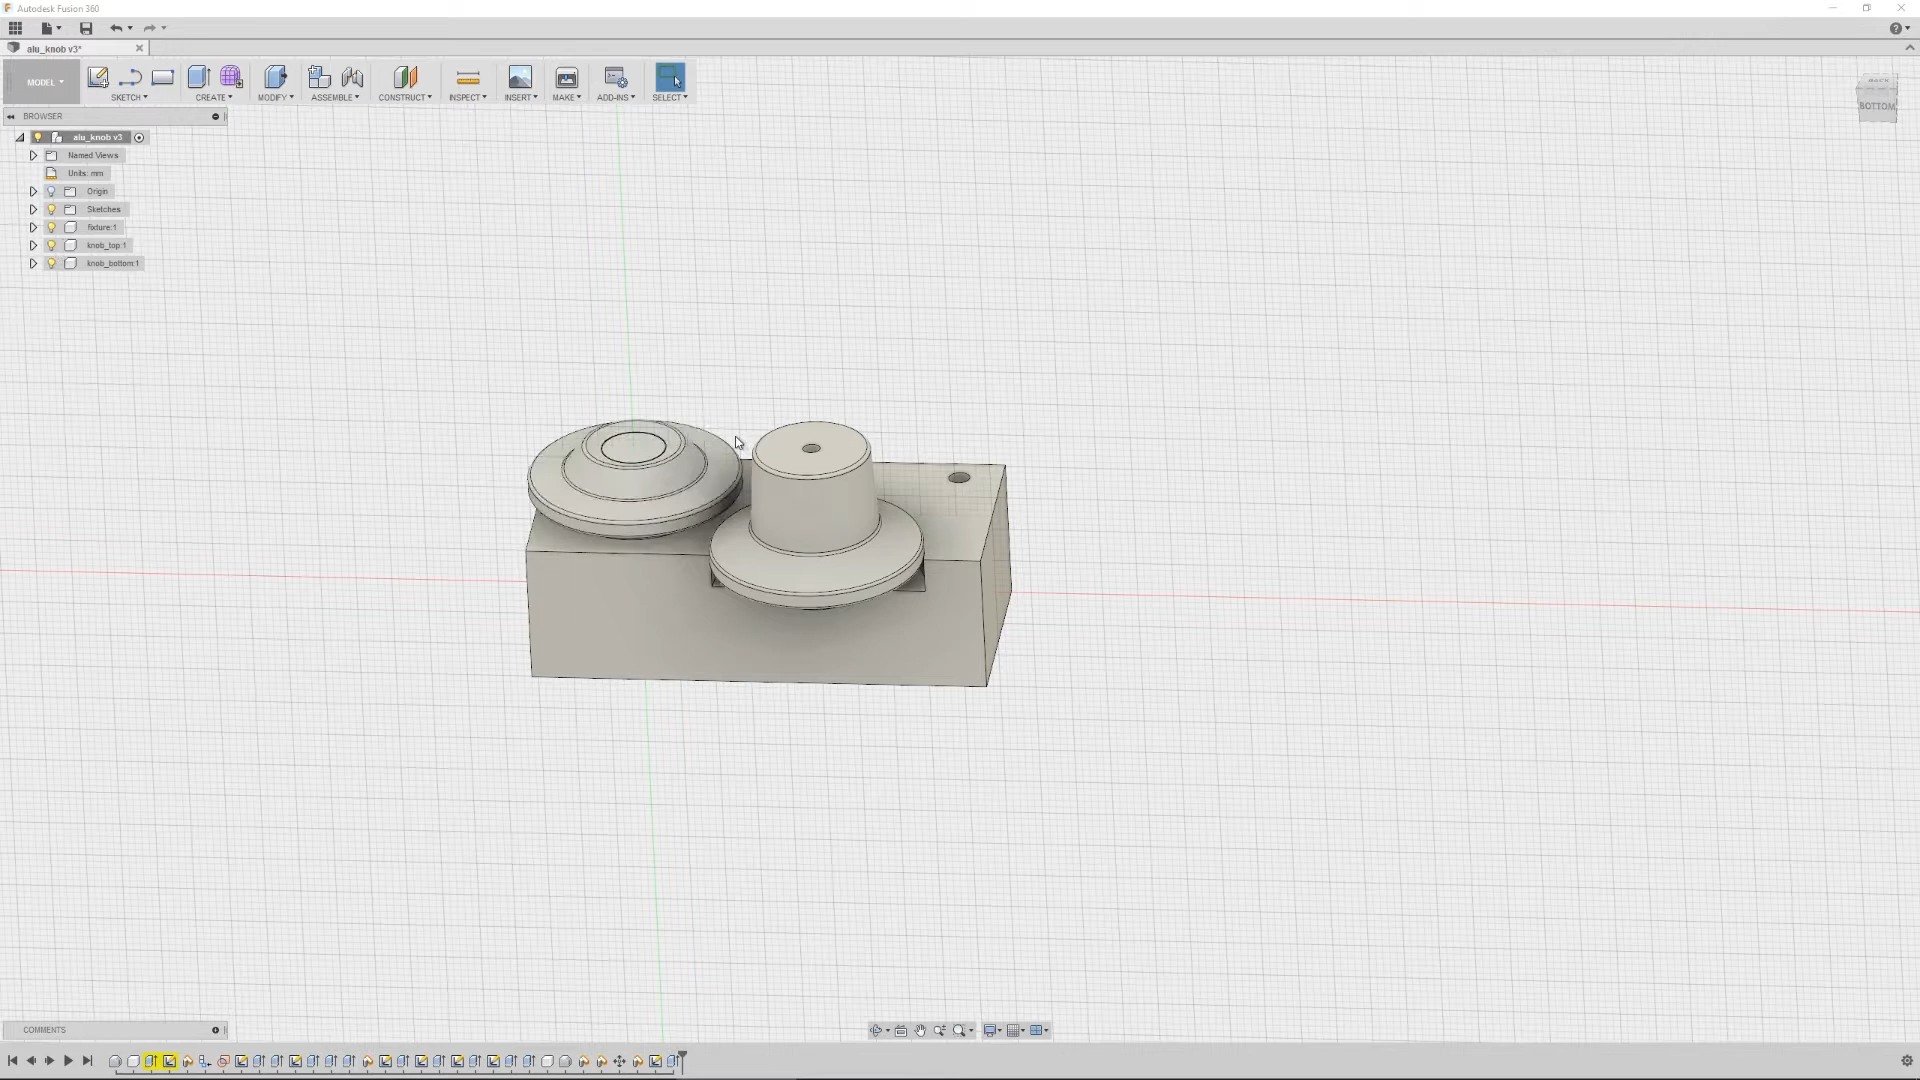 Autodesk Fusion 360
alu_knob v3*
MODEL
SKETCH
CREATE
MODIFY
ASSEMBLE
CONSTRUCT
INSPECT
INSERT
MAKE
ADD-INS
SELECT
BACK
BOTTOM
BROWSER
alu_knob v3
Named Views
Units: mm
Origin
Sketches
fixture:1
knob_top:1
knob_bottom:1
COMMENTS